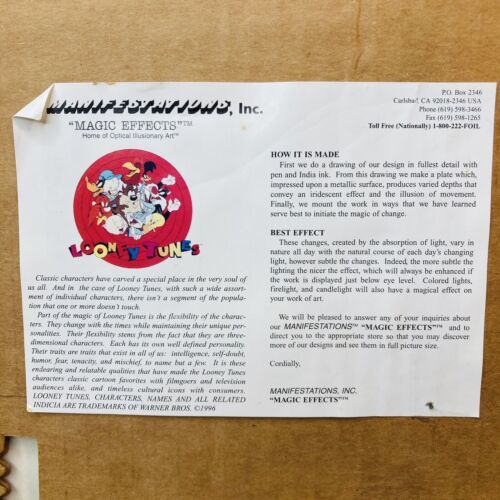 MANIFESTATIONS, Inc.
"MAGIC EFFECTS"™
Home of Optical Illusionary Art™
LOONEY TUNES
Classic characters have carved a special place in the very soul of
us all. And in the case of Looney Tunes, with such a wide assort-
ment of individual characters, there isn't a segment of the popula-
tion that one or more doesn't touch.
Part of the magic of Looney Tunes is the flexibility of the charac-
ters. They change with the times while maintaining their unique per-
sonalities. Their flexibility stems from the fact that they are three-
dimensional characters. Each has its own well defined personality.
Their are traits that exist in all of us: intelligence, self-doubt,
humor, fear, tenacity, and mischief, to name but a few. It is these
endearing and relatable qualities that have made the Looney Tunes
characters classic cartoon favorites with filmgoers and television
audiences alike, and timeless cultural icons with consumers.
LOONEY TUNES, CHARACTERS, NAMES AND ALL RELATED
INDICIA ARE TRADEMARKS OF WARNER BROS. ©1996
P.O. Box 2346
Carlsbad, CA 92018-2346 USA
Phone (619) 598-3466
Fax (619) 598-1265
Toll Free (Nationally) 1-800-222-FOIL
HOW IT IS MADE
First we do a drawing of our design in fullest detail with
pen and India ink. From this drawing we make a plate which,
impressed upon a metallic surface, produces varied depths that
convey an iridescent effect and the illusion of movement.
Finally, we mount the work in ways that we have learned
serve best to initiate the magic of change.
BEST EFFECT
These changes, created by the absorption of light, vary in
nature all day with the natural course of each day's changing
light, however subtle the changes. Indeed, the more subtle the
lighting the nicer the effect, which will always be enhanced if
the work is displayed just below eye level. Colored lights,
firelight, and candlelight will also have a magical effect on
your work of art.
We will be pleased to answer any of your inquiries about
our MANIFESTATIONS™ "MAGIC EFFECTS"™ and to
direct you to the appropriate store so that you may discover
more of our designs and see them in full picture size.
Cordially,
MANIFESTATIONS, INC.
"MAGIC EFFECTS"™